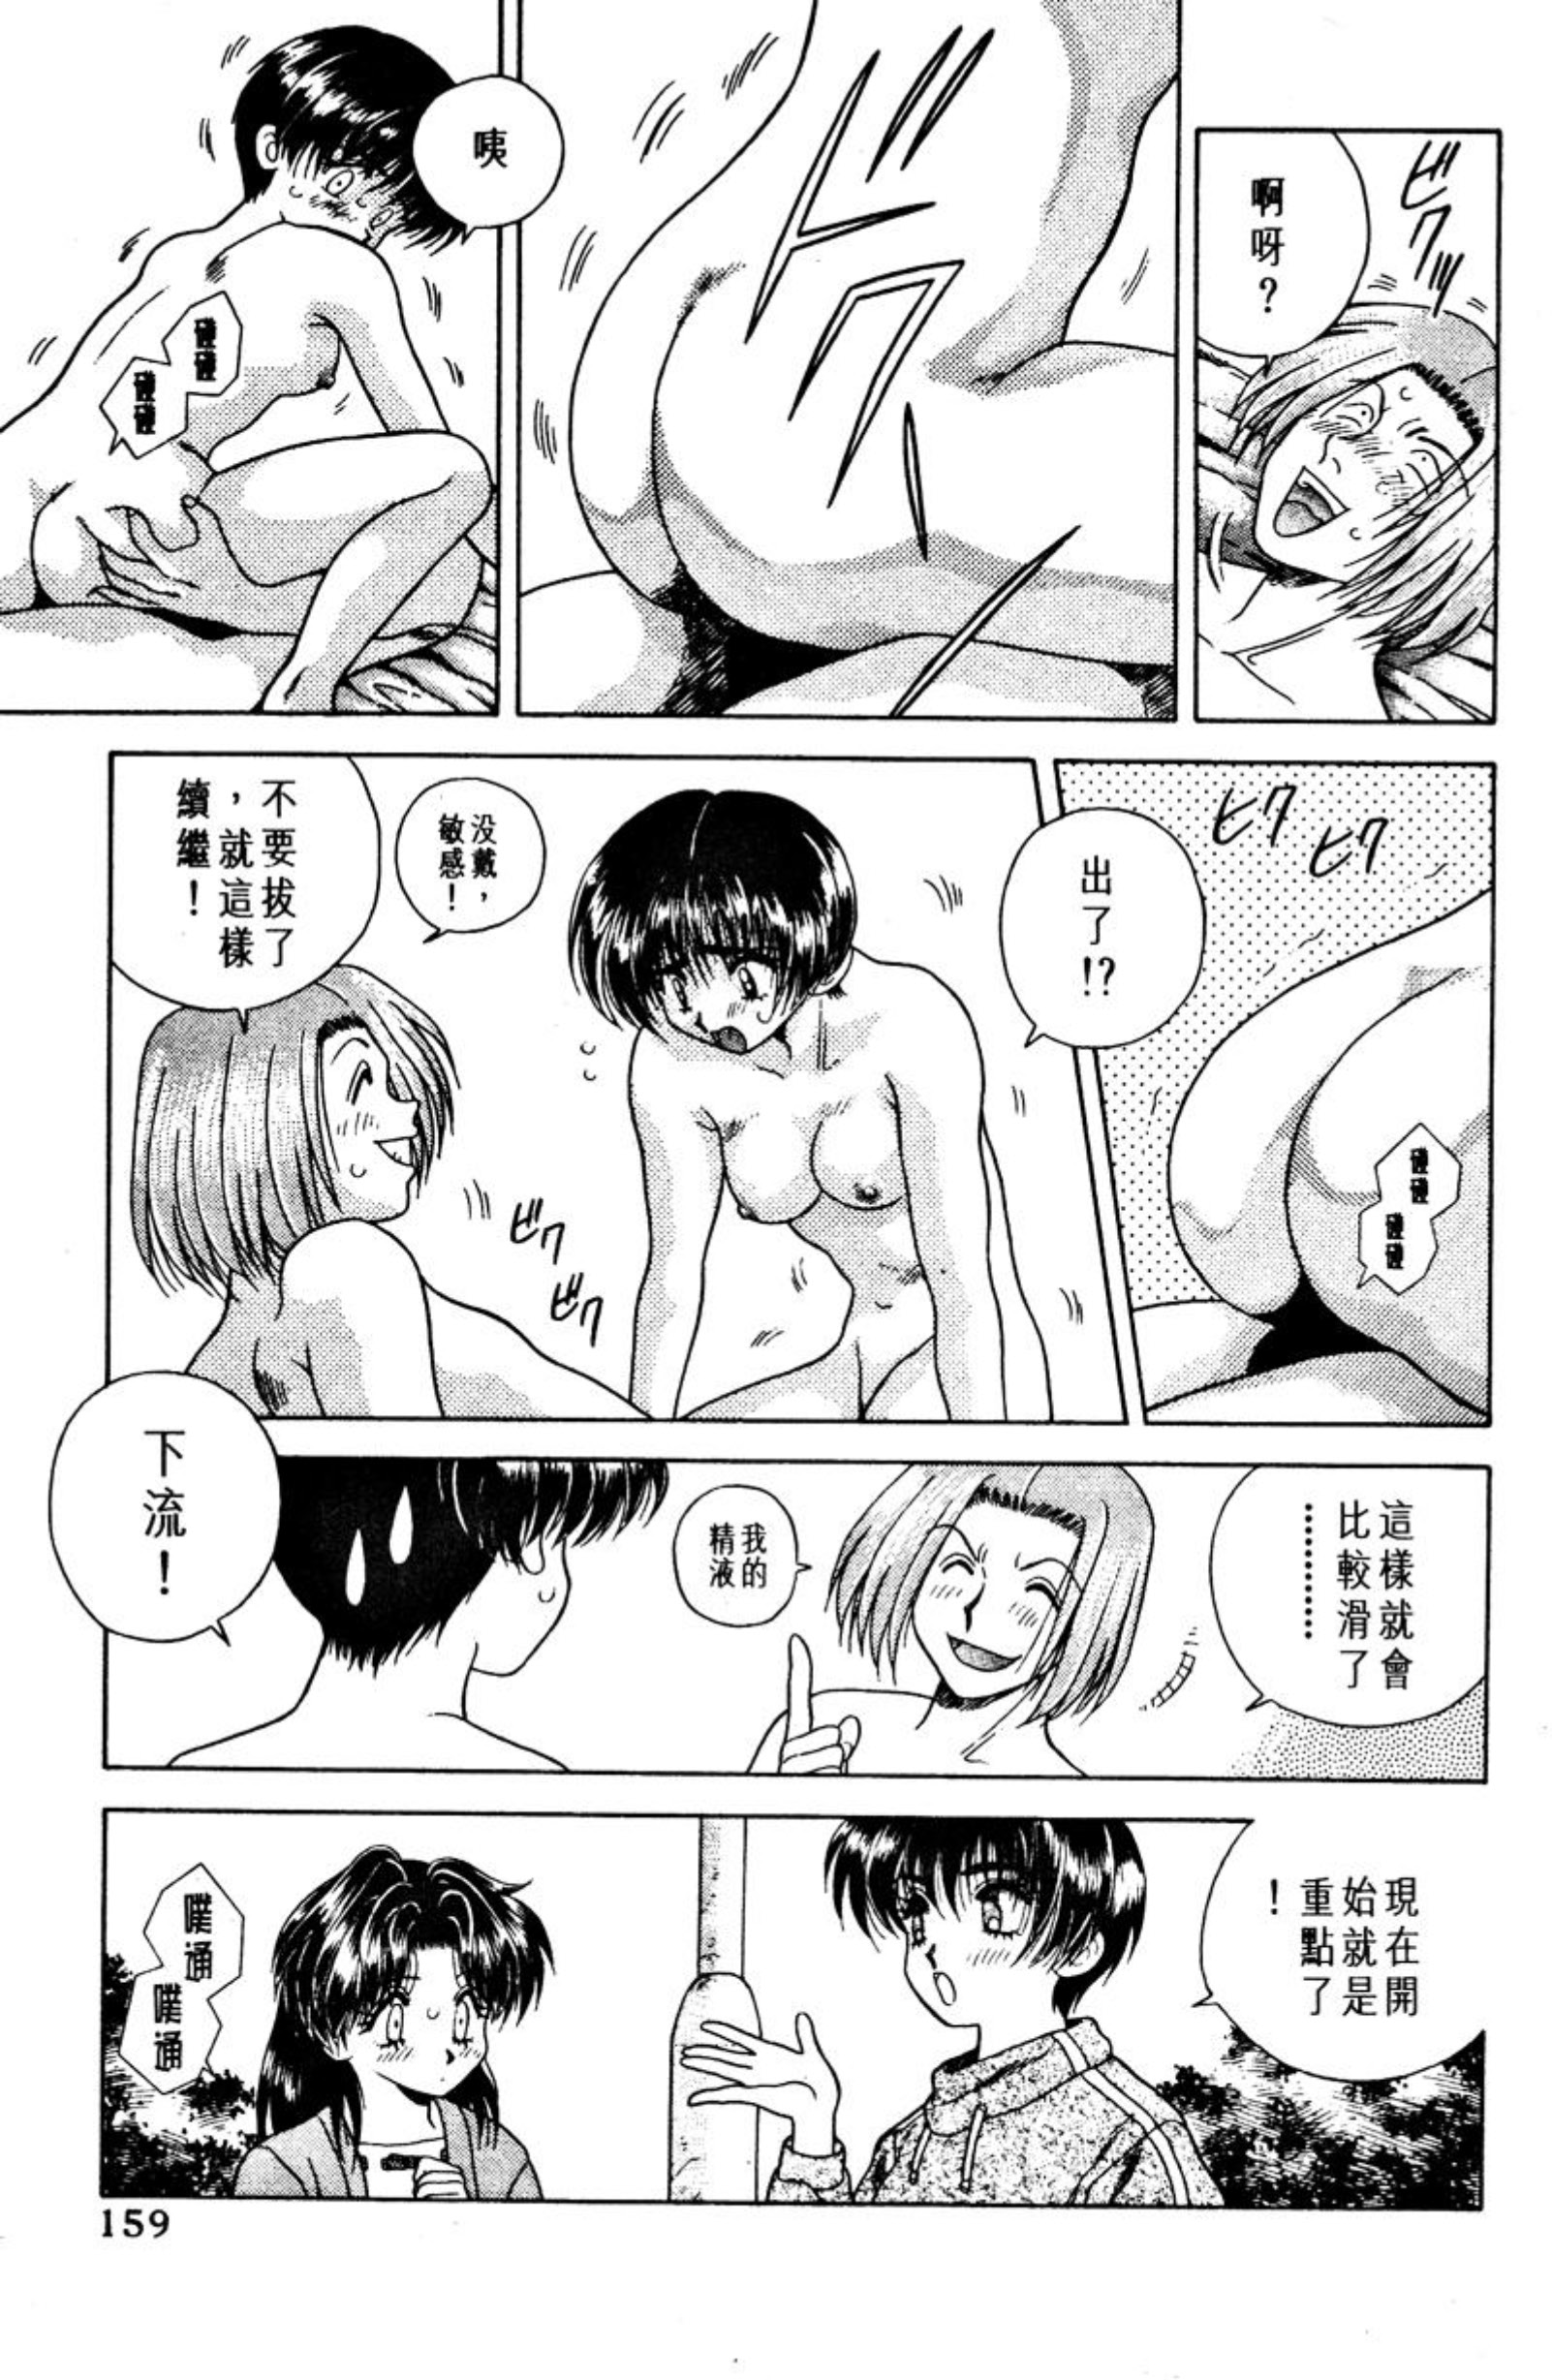 啊呀？
ビク
ビク
咦
碰碰
碰碰
ビク
ビク
碰碰
碰碰
出了！？
没戴，
敏感！
不要拔了
，就這樣
續繼！
ビク
ビク
這樣就會
比較滑了
…………
我的
精液
下流！
現在開
始就是
重點了
！
噗通
噗通
159